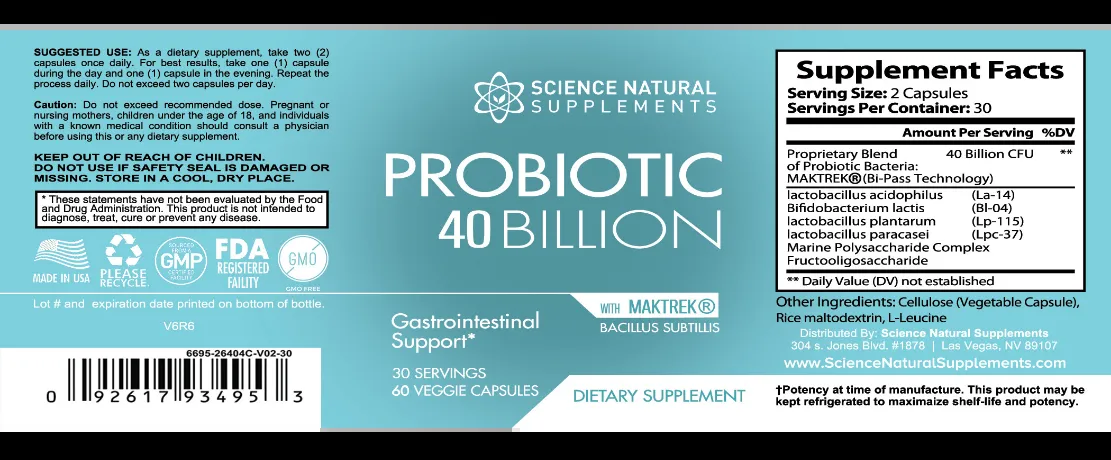 SUGGESTED USE: As a dietary supplement, take two (2)
capsules once daily. For best results, take one (1) capsule
during the day and one (1) capsule in the evening. Repeat the
process daily. Do not exceed two capsules per day.
Caution: Do not exceed recommended dose. Pregnant or
nursing mothers, children under the age of 18, and individuals
with a known medical condition should consult a physician
before using this or any dietary supplement.
KEEP OUT OF REACH OF CHILDREN.
DO NOT USE IF SAFETY SEAL IS DAMAGED OR
MISSING. STORE IN A COOL, DRY PLACE.
* These statements have not been evaluated by the Food
and Drug Administration. This product is not intended to
diagnose, treat, cure or prevent any disease.
MADE IN USA
PLEASE
RECYCLE
SOURCED
FROM A
GMP
CERTIFIED
FACILITY
FDA
REGISTERED
FAILITY
GMO
GMO FREE
Lot # and expiration date printed on bottom of bottle.
V6R6
6695-26404C-V02-30
0 92617 93495 3
SCIENCE NATURAL
SUPPLEMENTS
PROBIOTIC
40 BILLION
WITH MAKTREK®
BACILLUS SUBTILLIS
Gastrointestinal
Support*
30 SERVINGS
60 VEGGIE CAPSULES
DIETARY SUPPLEMENT
Supplement Facts
Serving Size: 2 Capsules
Servings Per Container: 30
Amount Per Serving %DV
Proprietary Blend 40 Billion CFU **
of Probiotic Bacteria:
MAKTREK®(Bi-Pass Technology)
lactobacillus acidophilus (La-14)
Bifidobacterium lactis (Bl-04)
lactobacillus plantarum (Lp-115)
lactobacillus paracasei (Lpc-37)
Marine Polysaccharide Complex
Fructooligosaccharide
** Daily Value (DV) not established
Other Ingredients: Cellulose (Vegetable Capsule),
Rice maltodextrin, L-Leucine
Distributed By: Science Natural Supplements
304 s. Jones Blvd. #1878 | Las Vegas, NV 89107
www.ScienceNaturalSupplements.com
†Potency at time of manufacture. This product may be
kept refrigerated to maximaize shelf-life and potency.